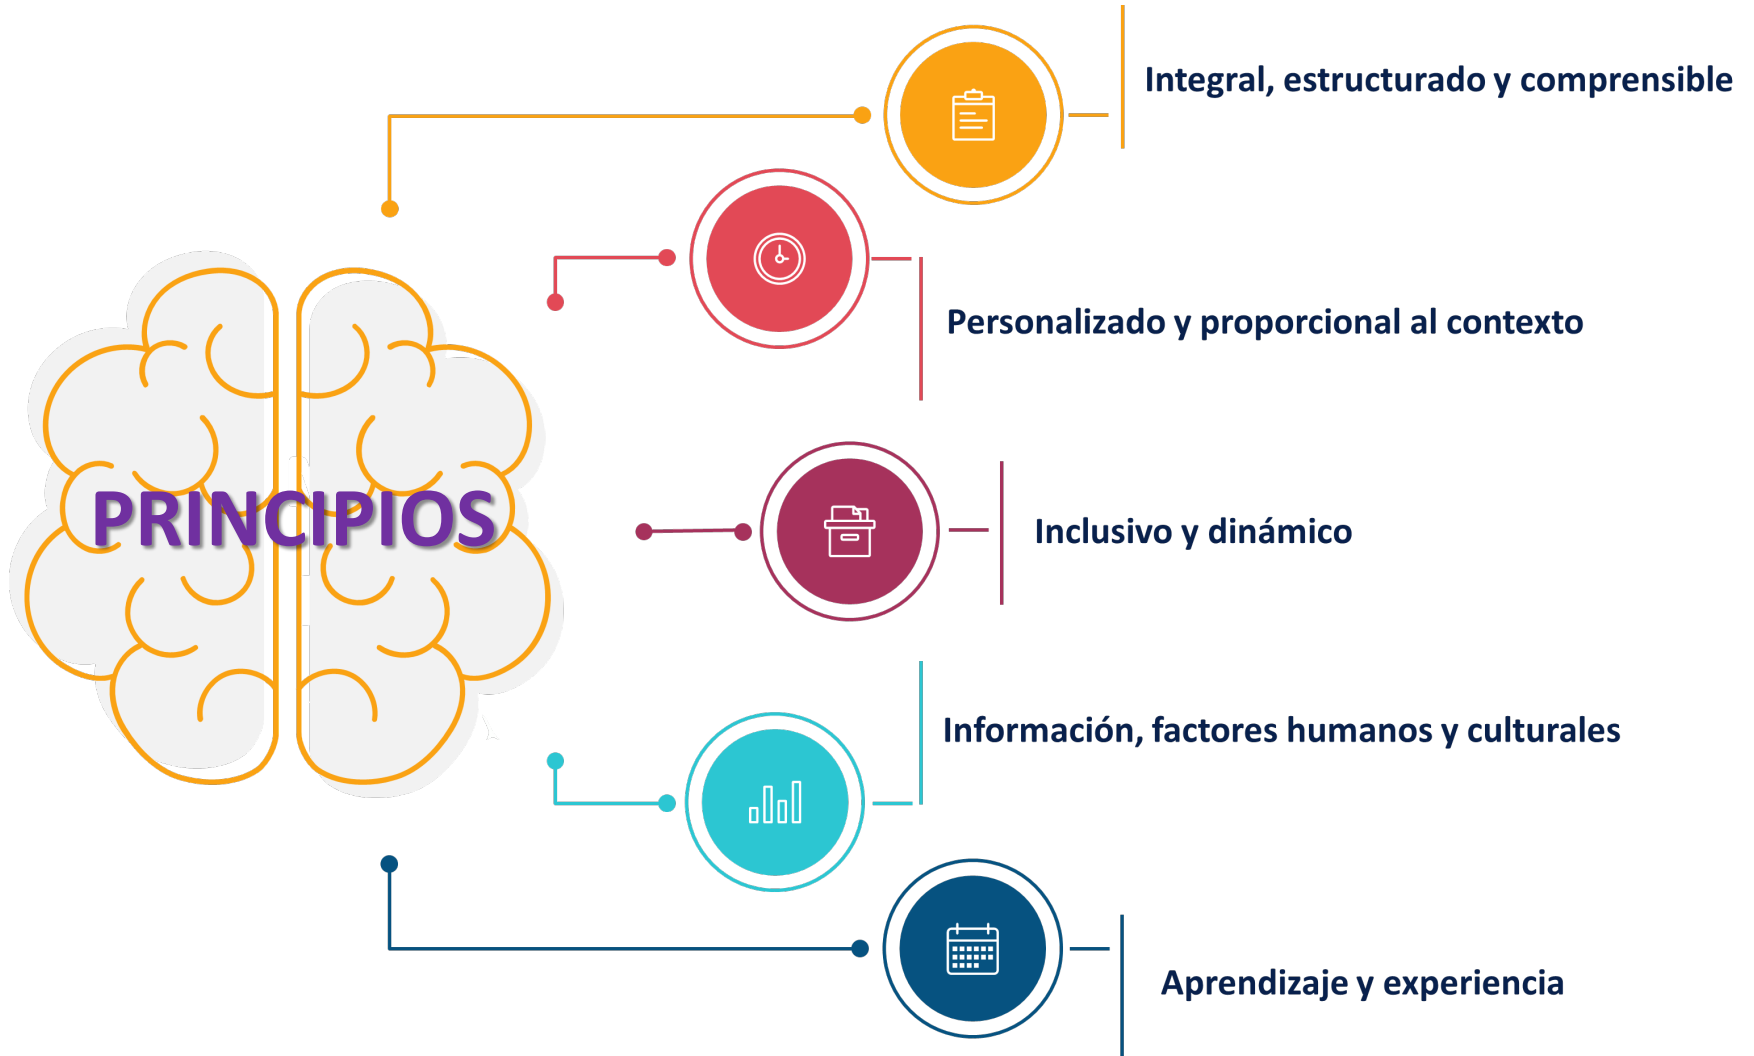 Integral, estructurado y comprensible
Personalizado y proporcional al contexto
PRINCIPIOS
Inclusivo y dinámico
Información, factores humanos y culturales
Aprendizaje y experiencia